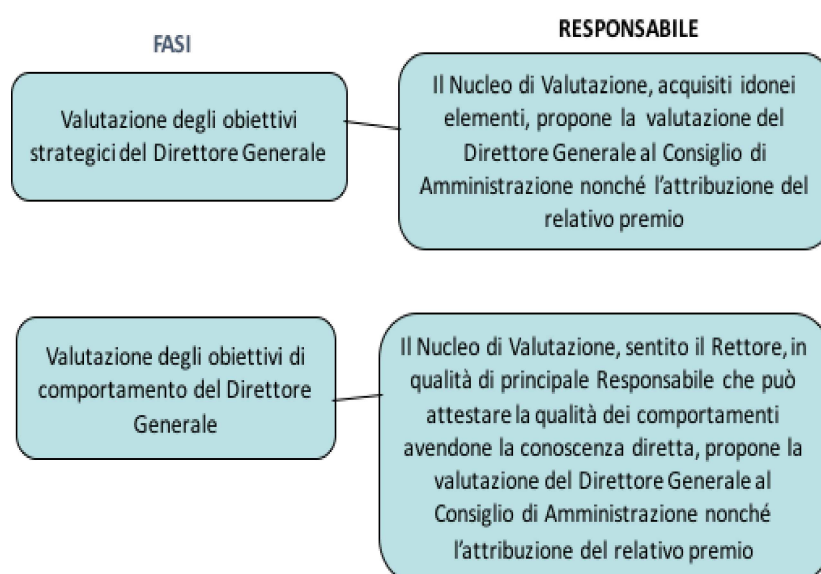 FASI
RESPONSABILE
Valutazione degli obiettivi
strategici del Direttore Generale
Il Nucleo di Valutazione, acquisiti idonei
elementi, propone la valutazione del
Direttore Generale al Consiglio di
Amministrazione nonché l'attribuzione del
relativo premio
Valutazione degli obiettivi di
comportamento del Direttore
Generale
Il Nucleo di Valutazione, sentito il Rettore, in
qualità di principale Responsabile che può
attestare la qualità dei comportamenti
avendone la conoscenza diretta, propone la
valutazione del Direttore Generale al
Consiglio di Amministrazione nonché
l'attribuzione del relativo premio